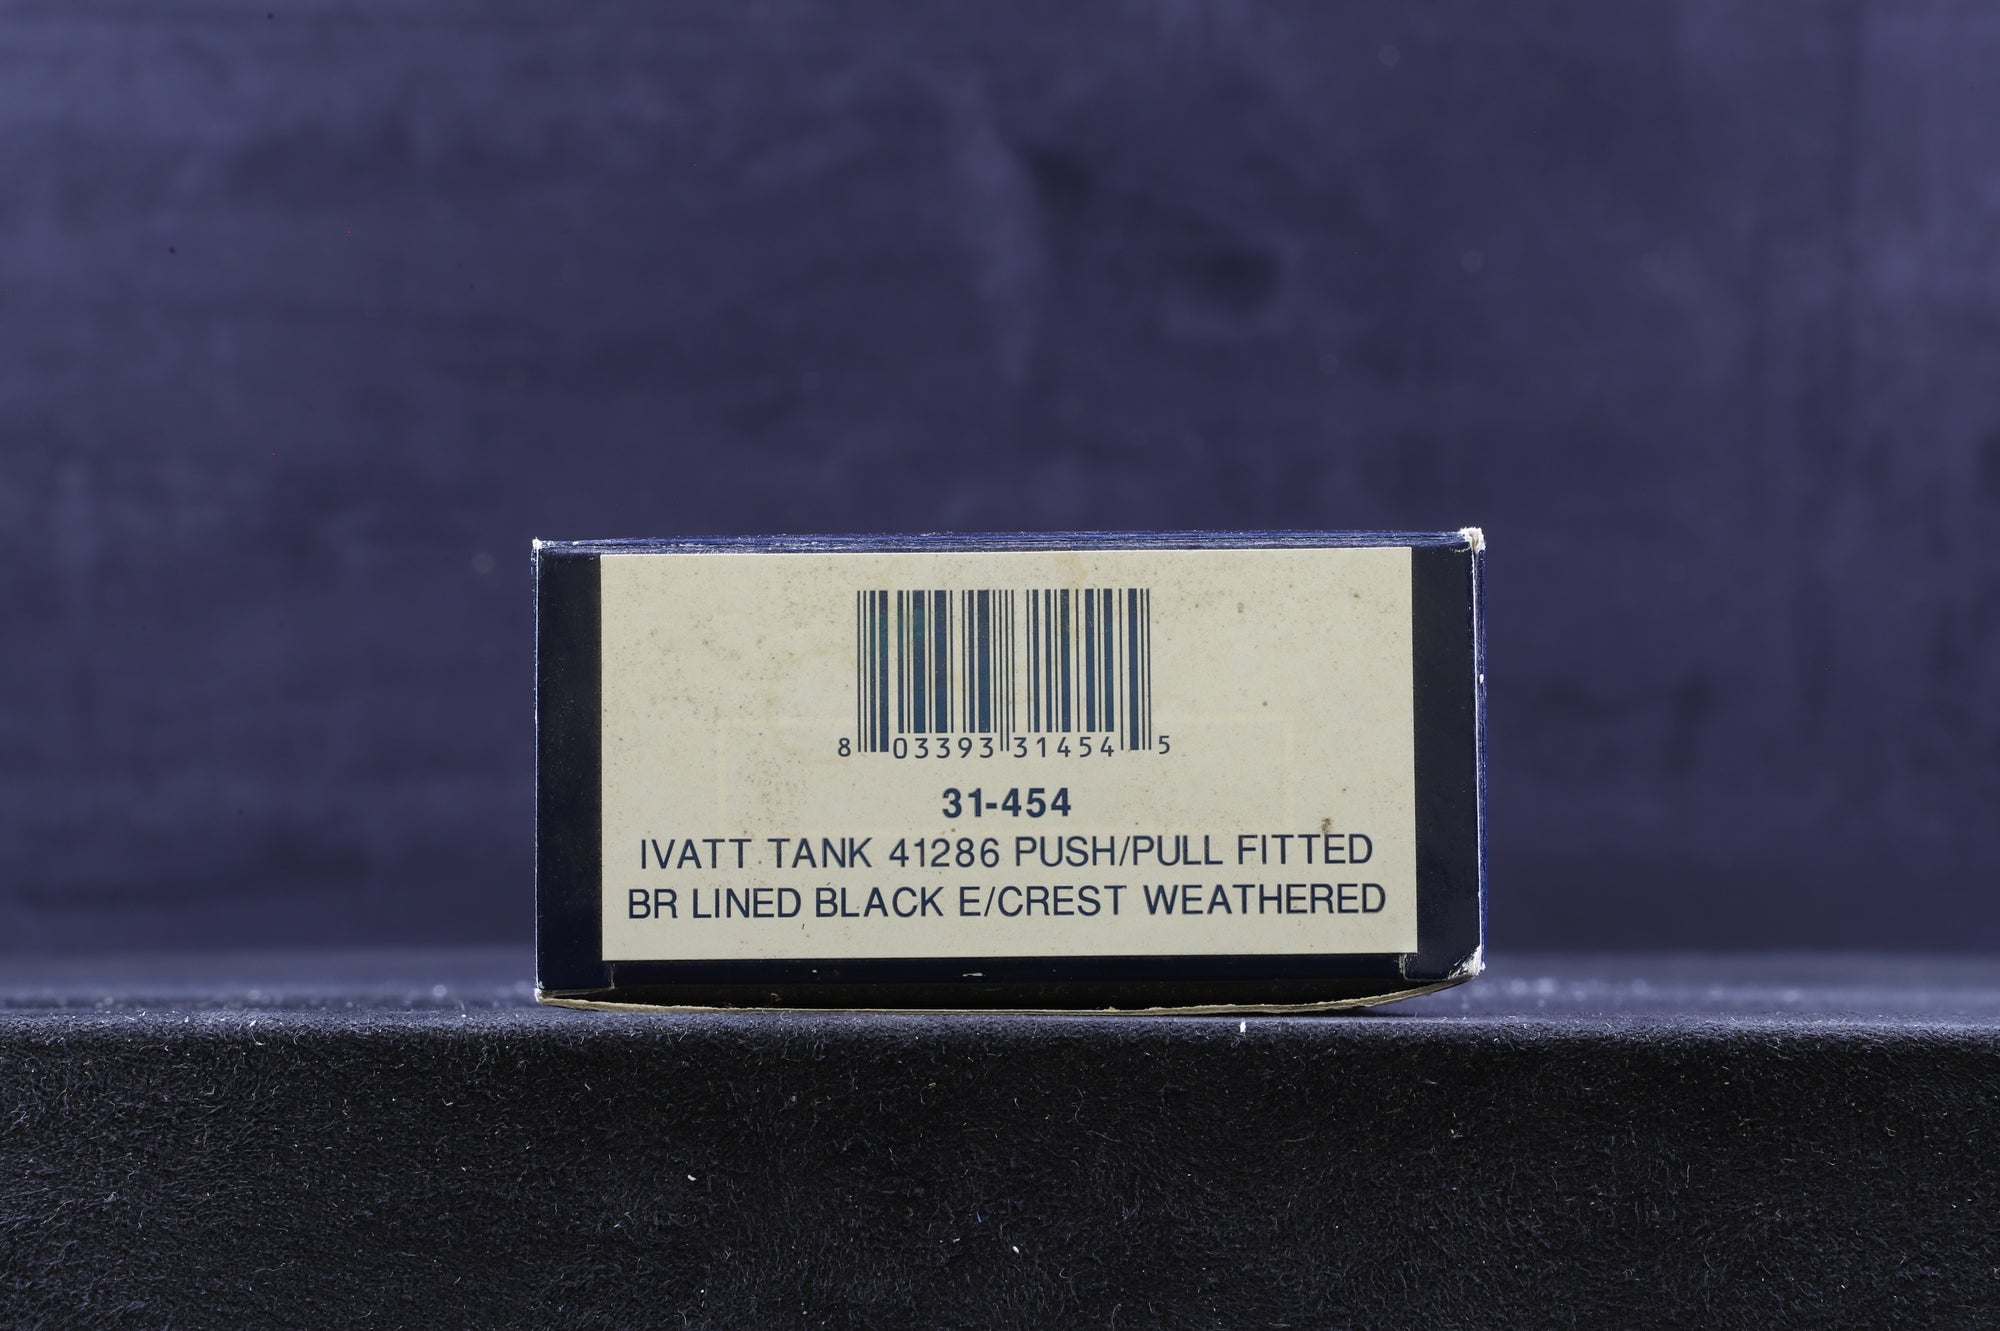 8 03393 31454 5
31-454
IVATT TANK 41286 PUSH/PULL FITTED
BR LINED BLACK E/CREST WEATHERED